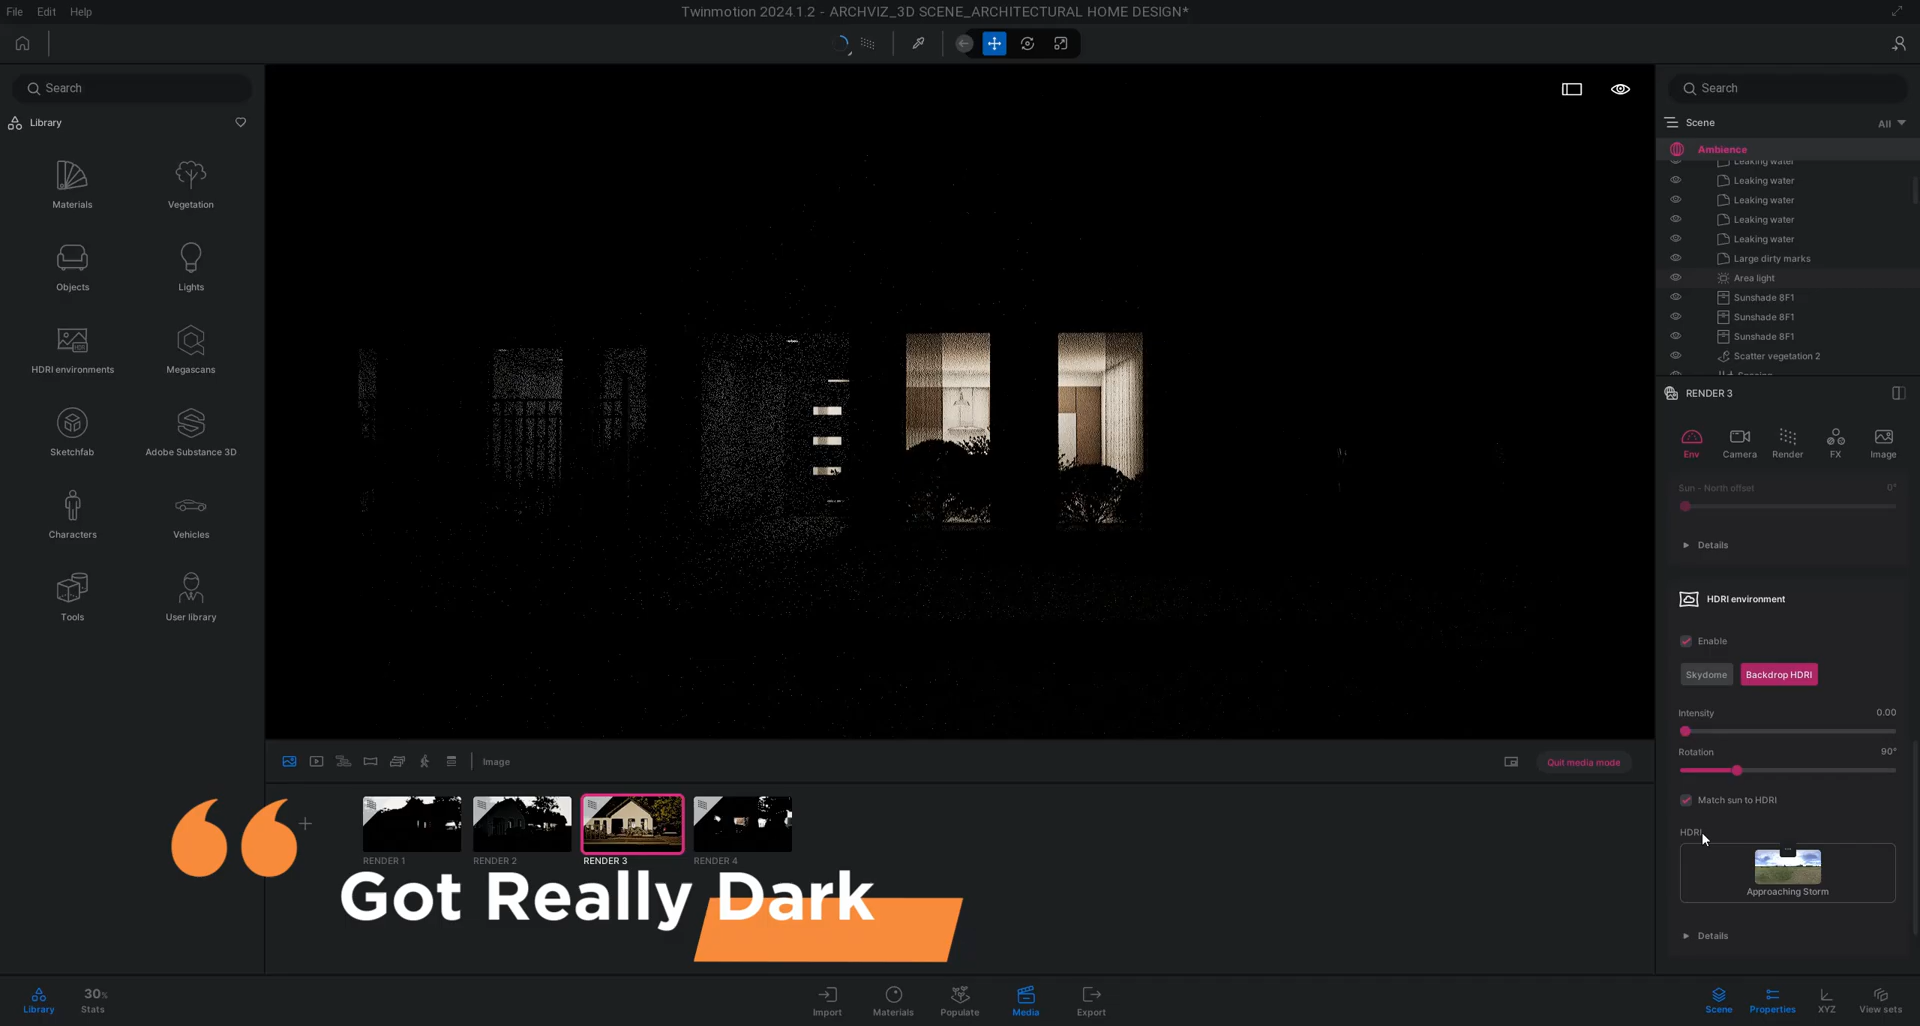 File Edit Help
Twinmotion 2024.1.2 - ARCHVIZ_3D SCENE_ARCHITECTURAL HOME DESIGN*
Search
Library
Materials
Vegetation
Objects
Lights
HDRI environments
Megascans
Sketchfab
Adobe Substance 3D
Characters
Vehicles
Tools
User library
Search
Scene
All
Ambience
Leaking water
Leaking water
Leaking water
Leaking water
Leaking water
Large dirty marks
Area light
Sunshade 8F1
Sunshade 8F1
Sunshade 8F1
Scatter vegetation 2
RENDER 3
Env
Camera
Render
FX
Image
Sun - North offset 0°
Details
HDRI environment
Enable
Skydome
Backdrop HDRI
Intensity 0.00
Rotation 90°
Match sun to HDRI
HDRI
Approaching Storm
Details
Image
Quit media mode
RENDER 1
RENDER 2
RENDER 3
RENDER 4
Got Really Dark
Library
30%
Stats
Import
Materials
Populate
Media
Export
Scene
Properties
XYZ
View sets